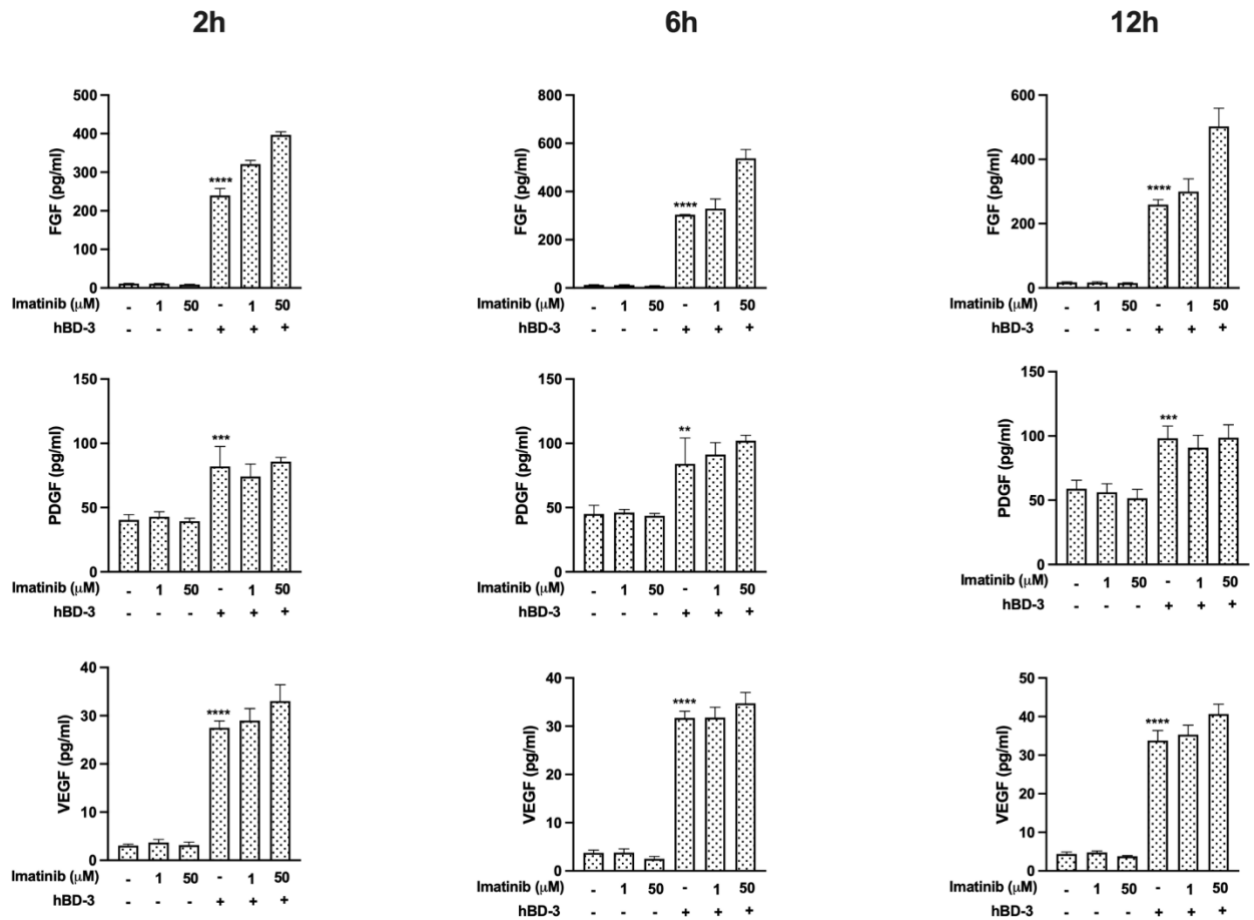 2h 6h 12h
500 400 300 200 100 0
FGF (pg/ml)
****
Imatinib (μM) - 1 50 - 1 50
hBD-3 - - - + + +
800 600 400 200 0
FGF (pg/ml)
****
Imatinib (μM) - 1 50 - 1 50
hBD-3 - - - + + +
600 400 200 0
FGF (pg/ml)
****
Imatinib (μM) - 1 50 - 1 50
hBD-3 - - - + + +
150 100 50 0
PDGF (pg/ml)
***
Imatinib (μM) - 1 50 - 1 50
hBD-3 - - - + + +
150 100 50 0
PDGF (pg/ml)
**
Imatinib (μM) - 1 50 - 1 50
hBD-3 - - - + + +
150 100 50 0
PDGF (pg/ml)
***
Imatinib (μM) - 1 50 - 1 50
hBD-3 - - - + + +
40 30 20 10 0
VEGF (pg/ml)
****
Imatinib (μM) - 1 50 - 1 50
hBD-3 - - - + + +
40 30 20 10 0
VEGF (pg/ml)
****
Imatinib (μM) - 1 50 - 1 50
hBD-3 - - - + + +
50 40 30 20 10 0
VEGF (pg/ml)
****
Imatinib (μM) - 1 50 - 1 50
hBD-3 - - - + + +